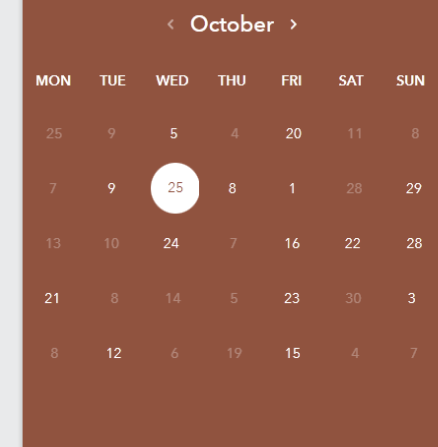 ‹ October ›
MON TUE WED THU FRI SAT SUN
25 9 5 4 20 11 8
7 9 25 8 1 28 29
13 10 24 7 16 22 28
21 8 14 5 23 30 3
8 12 6 19 15 4 7